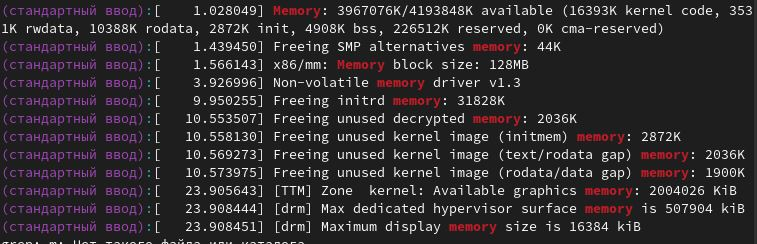 (стандартный ввод):[    1.028049] Memory: 3967076K/4193848K available (16393K kernel code, 353
1K rwdata, 10388K rodata, 2872K init, 4908K bss, 226512K reserved, 0K cma-reserved)
(стандартный ввод):[    1.439450] Freeing SMP alternatives memory: 44K
(стандартный ввод):[    1.566143] x86/mm: Memory block size: 128MB
(стандартный ввод):[    3.926996] Non-volatile memory driver v1.3
(стандартный ввод):[    9.950255] Freeing initrd memory: 31828K
(стандартный ввод):[   10.553507] Freeing unused decrypted memory: 2036K
(стандартный ввод):[   10.558130] Freeing unused kernel image (initmem) memory: 2872K
(стандартный ввод):[   10.569273] Freeing unused kernel image (text/rodata gap) memory: 2036K
(стандартный ввод):[   10.573975] Freeing unused kernel image (rodata/data gap) memory: 1900K
(стандартный ввод):[   23.905643] [TTM] Zone  kernel: Available graphics memory: 2004026 KiB
(стандартный ввод):[   23.908444] [drm] Max dedicated hypervisor surface memory is 507904 kiB
(стандартный ввод):[   23.908451] [drm] Maximum display memory size is 16384 kiB
grep: m: Нет такого файла или каталога